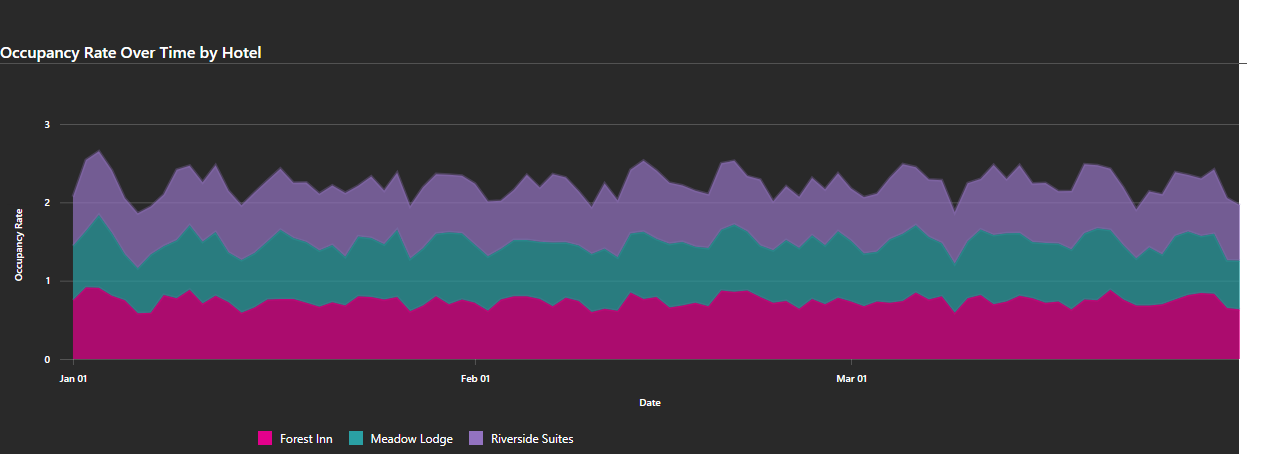 Occupancy Rate Over Time by Hotel
3
2
1
0
Occupancy Rate
Jan 01 Feb 01 Mar 01
Date
Forest Inn Meadow Lodge Riverside Suites